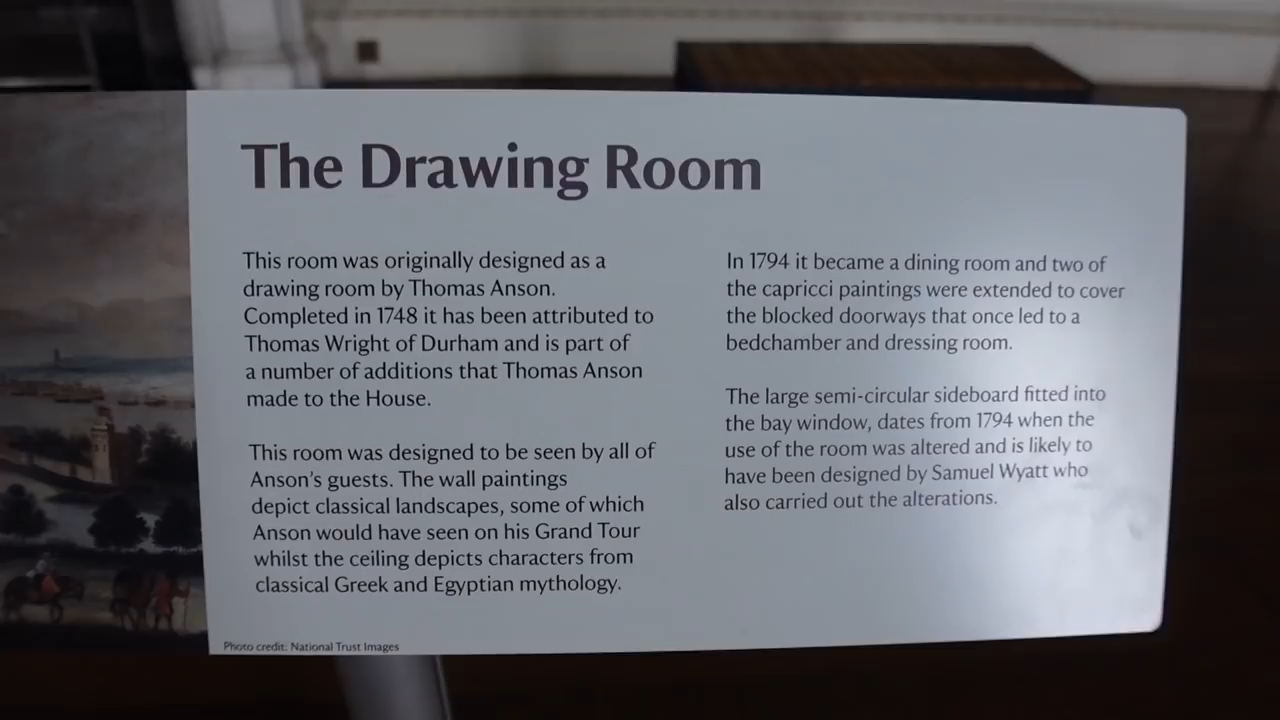 The Drawing Room
This room was originally designed as a
drawing room by Thomas Anson.
Completed in 1748 it has been attributed to
Thomas Wright of Durham and is part of
a number of additions that Thomas Anson
made to the House.
This room was designed to be seen by all of
Anson's guests. The wall paintings
depict classical landscapes, some of which
Anson would have seen on his Grand Tour
whilst the ceiling depicts characters from
classical Greek and Egyptian mythology.
In 1794 it became a dining room and two of
the capricci paintings were extended to cover
the blocked doorways that once led to a
bedchamber and dressing room.
The large semi-circular sideboard fitted into
the bay window, dates from 1794 when the
use of the room was altered and is likely to
have been designed by Samuel Wyatt who
also carried out the alterations.
Photo credit: National Trust Images